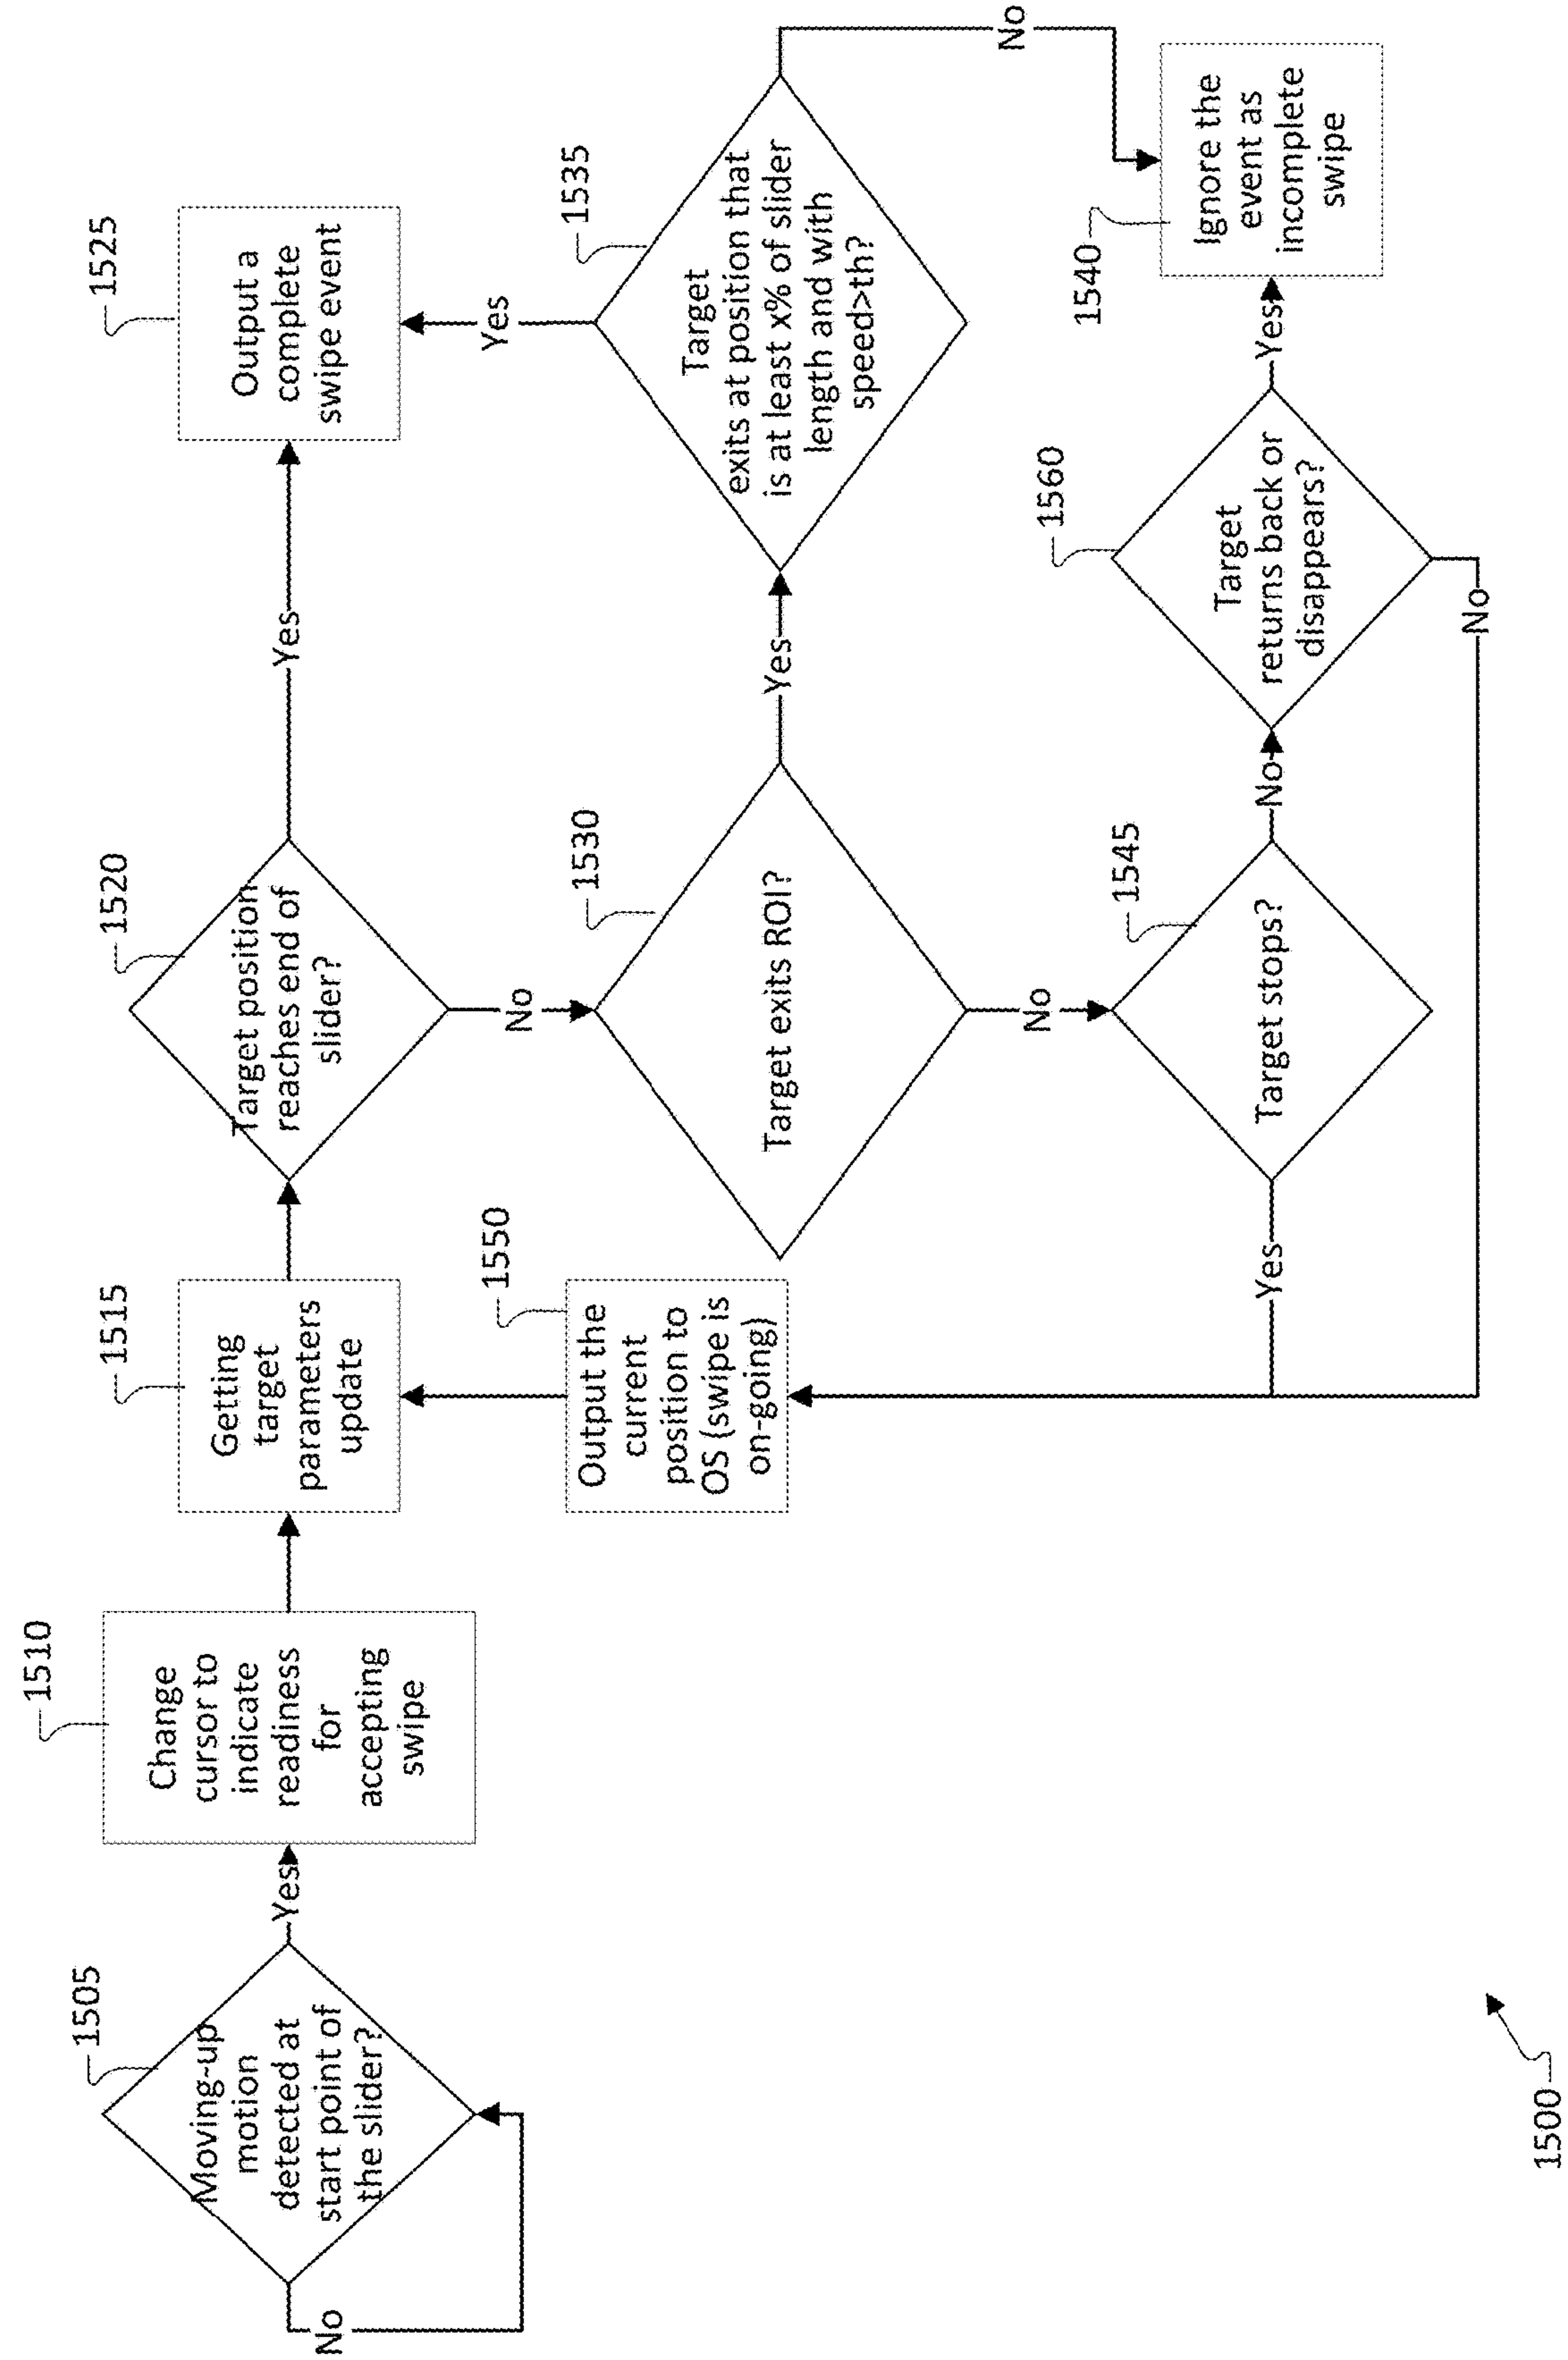 1505
Moving-up
motion
detected at
start point of
the slider?
No
Yes
1510
Change
cursor to
indicate
readiness
for
accepting
swipe
1515
Getting
target
parameters
update
1520
Target position
reaches end of
slider?
Yes
1525
Output a
complete
swipe event
No
Yes
1550
Output the
current
position to
OS (swipe is
on-going)
1530
Target exits ROI?
Yes
1535
Target
exits at position that
is at least x% of slider
length and with
speed>th?
No
No
1545
Target stops?
Yes
No
1560
Target
returns back or
disappears?
Yes
No
1540
Ignore the
event as
incomplete
swipe
1500